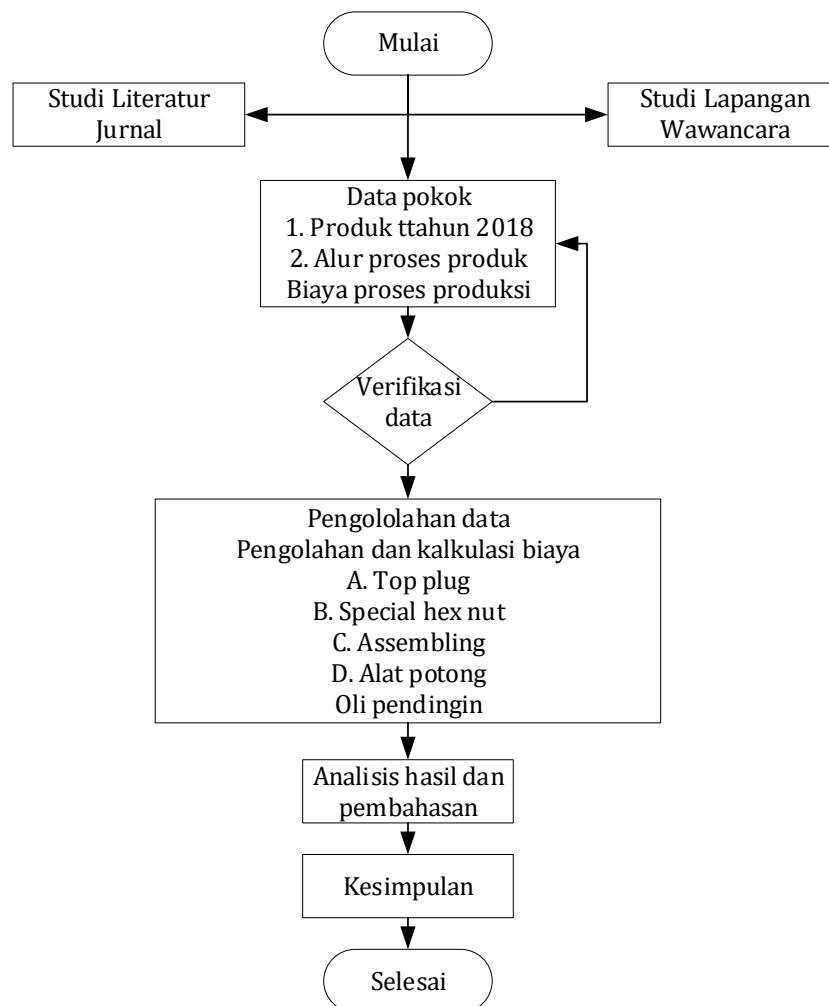 Mulai
Studi Literatur
Jurnal
Studi Lapangan
Wawancara
Data pokok
1. Produk ttahun 2018
2. Alur proses produk
Biaya proses produksi
Verifikasi
data
Pengololahan data
Pengolahan dan kalkulasi biaya
A. Top plug
B. Special hex nut
C. Assembling
D. Alat potong
Oli pendingin
Analisis hasil dan
pembahasan
Kesimpulan
Selesai